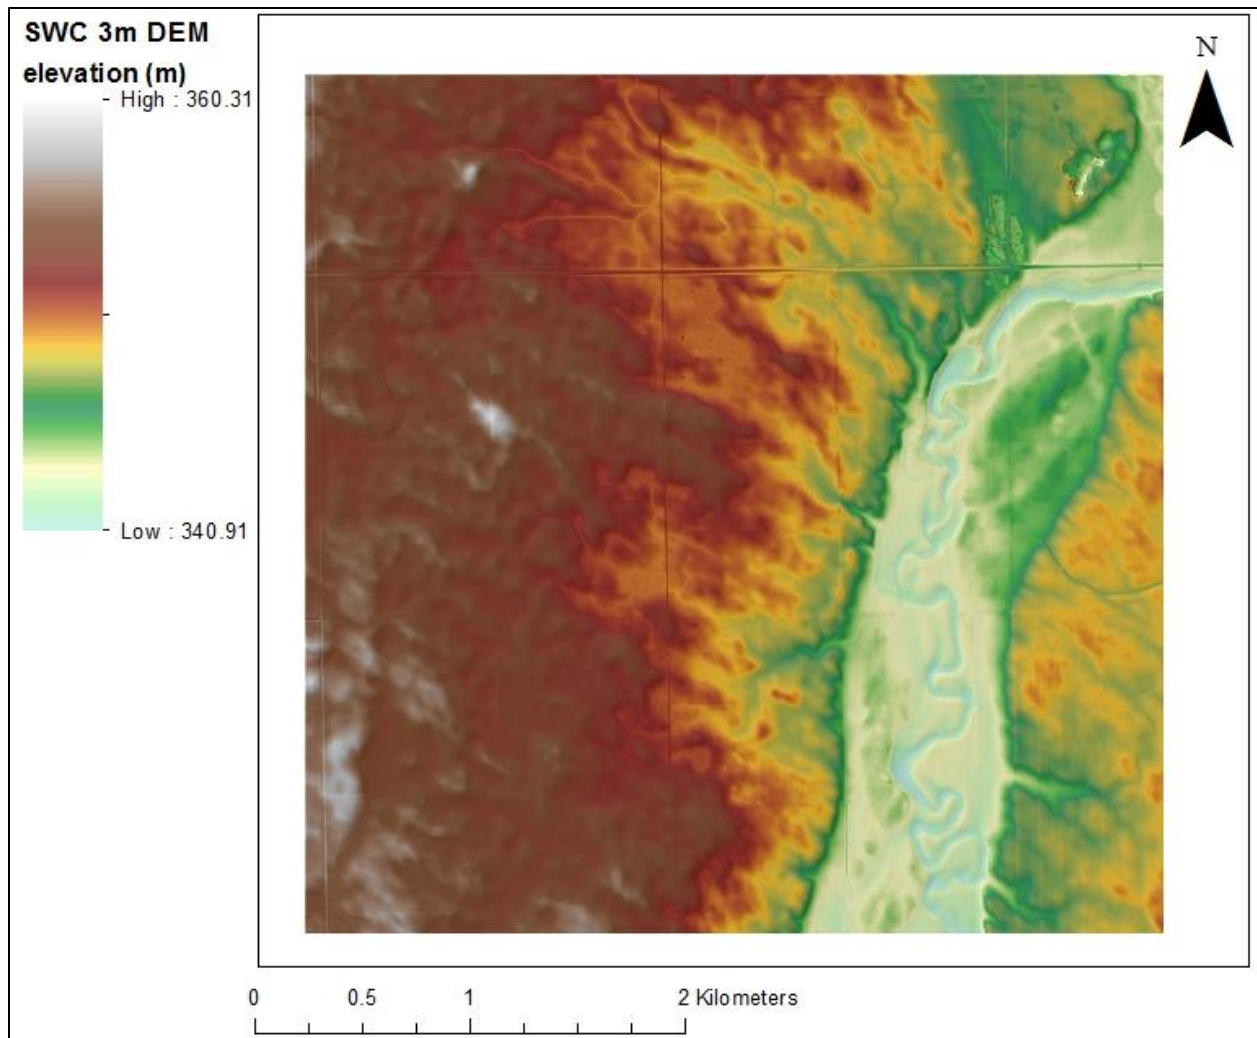 SWC 3m DEM
elevation (m)
High : 360.31
Low : 340.91
N
0 0.5 1 2 Kilometers